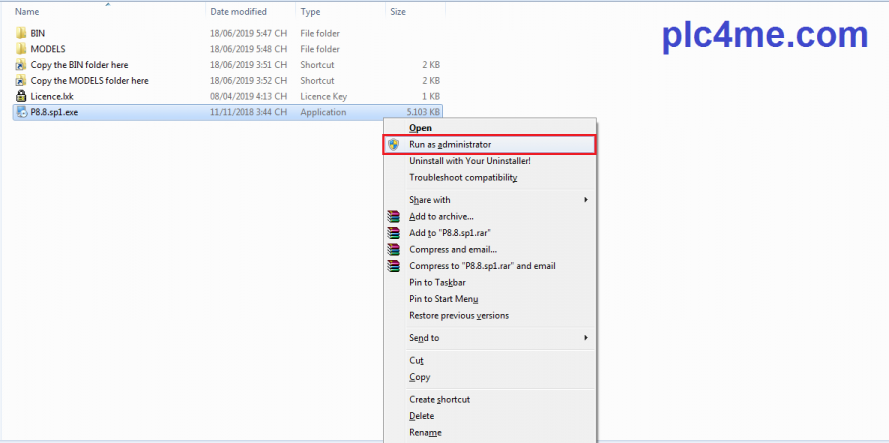 Name Date modified Type Size
plc4me.com
BIN 18/06/2019 5:47 CH File folder
MODELS 18/06/2019 5:48 CH File folder
Copy the BIN folder here 18/06/2019 3:51 CH Shortcut 2 KB
Copy the MODELS folder here 18/06/2019 3:52 CH Shortcut 2 KB
Licence.lxk 08/04/2019 4:13 CH Licence Key 1 KB
P8.8.sp1.exe 11/11/2018 3:44 CH Application 5.103 KB
Open
Run as administrator
Uninstall with Your Uninstaller!
Troubleshoot compatibility
Share with
Add to archive...
Add to "P8.8.sp1.rar"
Compress and email...
Compress to "P8.8.sp1.rar" and email
Pin to Taskbar
Pin to Start Menu
Restore previous versions
Send to
Cut
Copy
Create shortcut
Delete
Rename